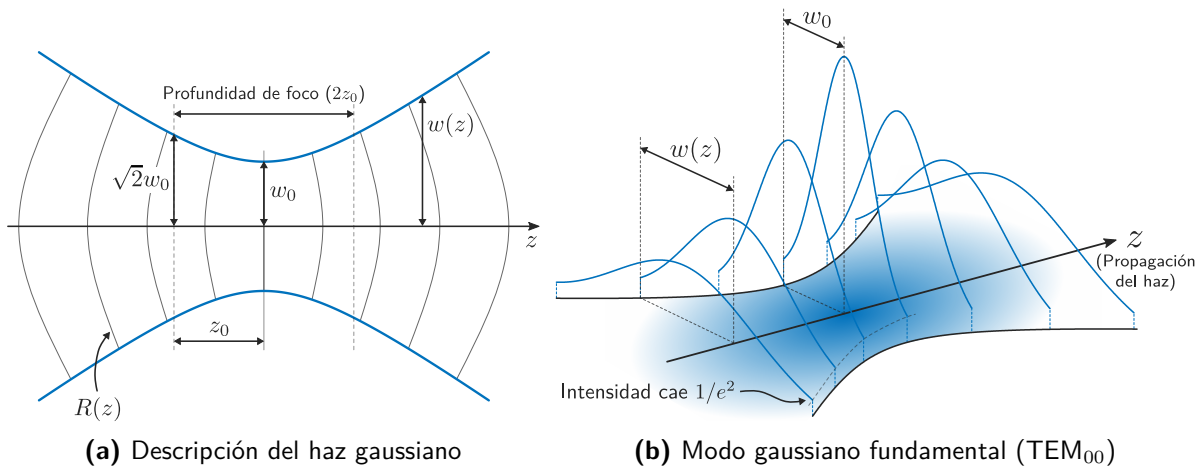 Profundidad de foco (2z₀)
w(z)
√2w₀
w₀
z
z₀
R(z)
(a) Descripción del haz gaussiano
w₀
w(z)
z
(Propagación
del haz)
Intensidad cae 1/e²
(b) Modo gaussiano fundamental (TEM₀₀)